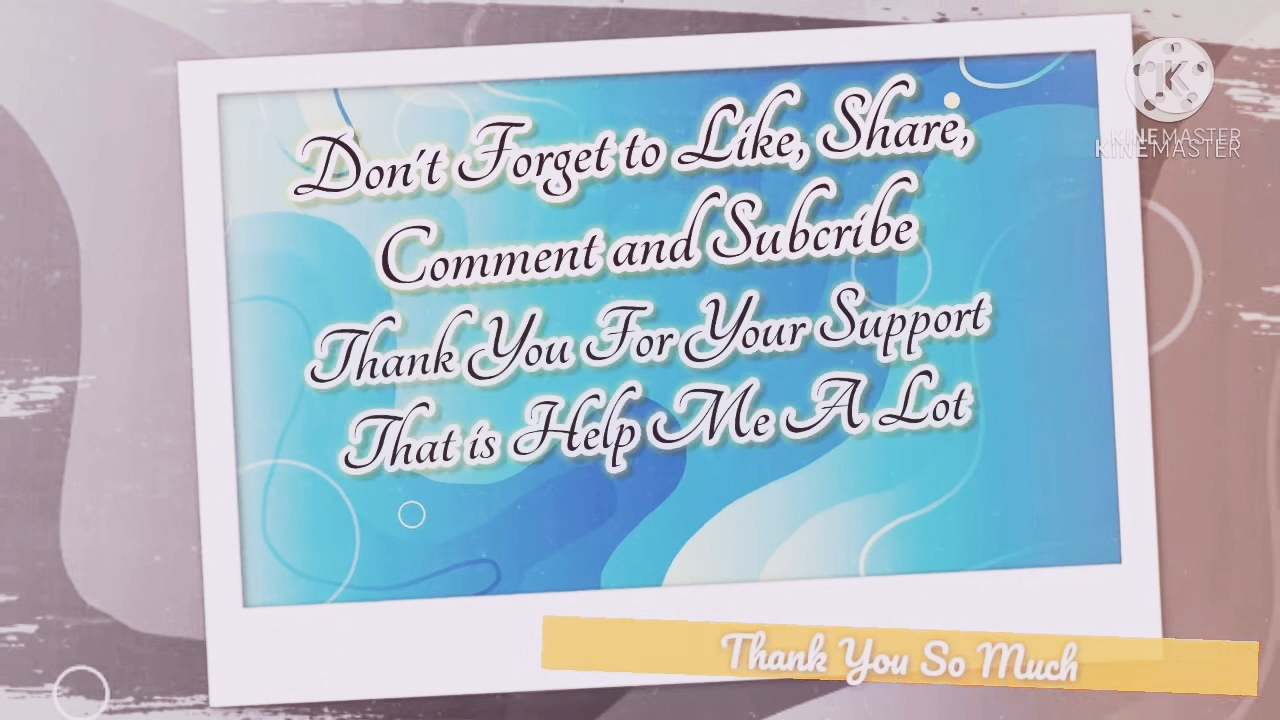 Don't Forget to Like, Share,
Comment and Subcribe
Thank You For Your Support
That is Help Me A Lot
Thank You So Much
K
KINEMASTER
KINEMASTER